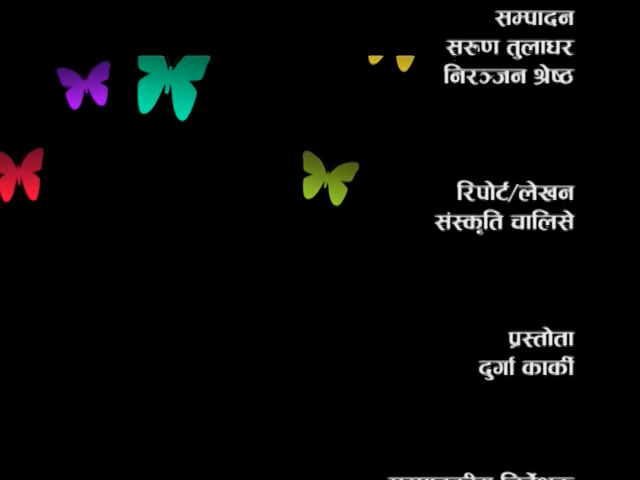 सम्पादन
सरूण तुलाधर
निरञ्जन श्रेष्ठ
रिपोर्ट/लेखन
संस्कृति चालिसे
प्रस्तोता
दुर्गा कार्की